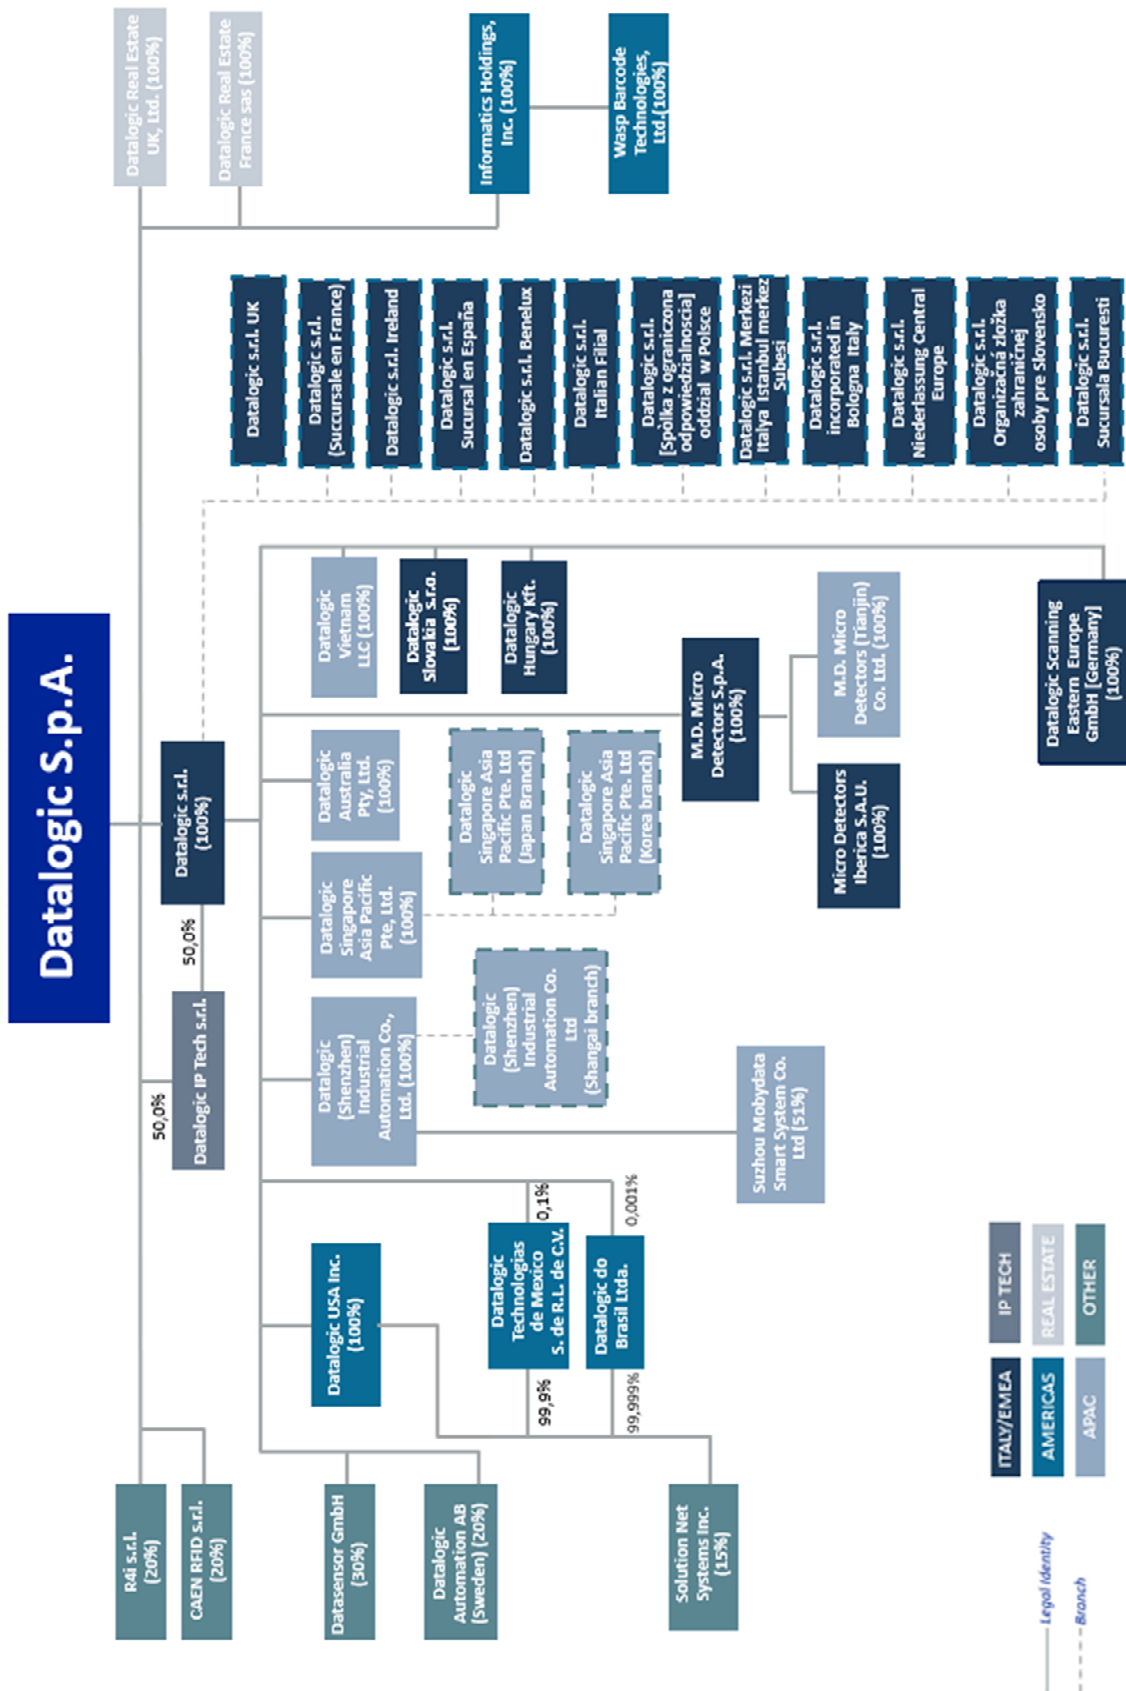 Datalogic S.p.A.
R4i s.r.l.
(20%)
CAEN RFID s.r.l.
(20%)
50,0%
Datalogic IP Tech s.r.l.
50,0%
Datalogic s.r.l.
(100%)
Datalogic Real Estate
UK, Ltd. (100%)
Datalogic Real Estate
France sas (100%)
Informatics Holdings,
Inc. (100%)
Wasp Barcode
Technologies,
Ltd.(100%)
Datalogic s.r.l. UK
Datalogic s.r.l.
(Succursale en France)
Datalogic s.r.l. Ireland
Datalogic s.r.l.
Sucursal en España
Datalogic s.r.l. Benelux
Datalogic s.r.l.
Italian Filial
Datalogic s.r.l.
[Spòlka z ograniczona
odpowiedzialnoscia]
oddzial w Polsce
Datalogic s.r.l. Merkezi
Italya Istanbul merkez
Subesi
Datalogic s.r.l.
incorporated in
Bologna Italy
Datalogic s.r.l.
Niederlassung Central
Europe
Datalogic s.r.l.
Organizačná zložka
zahraničnej
osoby pre Slovensko
Datalogic s.r.l.
Sucursala Bucuresti
Datasensor GmbH
(30%)
Datalogic
Automation AB
(Sweden) (20%)
Solution Net
Systems Inc.
(15%)
Datalogic USA Inc.
(100%)
99,9%
Datalogic
Technologias
de Mexico
S. de R.L. de C.V.
0,1%
99,999%
Datalogic do
Brasil Ltda.
0,001%
Datalogic
(Shenzhen)
Industrial
Automation Co.,
Ltd. (100%)
Datalogic
(Shenzhen)
Industrial
Automation Co.
Ltd
(Shangai branch)
Suzhou Mobydata
Smart System Co.
Ltd (51%)
Datalogic
Singapore
Asia Pacific
Pte, Ltd.
(100%)
Datalogic
Singapore Asia
Pacific Pte. Ltd
(Japan Branch)
Datalogic
Singapore Asia
Pacific Pte. Ltd
(Korea branch)
Datalogic
Australia
Pty, Ltd.
(100%)
Datalogic
Vietnam
LLC (100%)
Datalogic
Slovakia s.r.o.
(100%)
Datalogic
Hungary Kft.
(100%)
M.D. Micro
Detectors S.p.A.
(100%)
Micro Detectors
Iberica S.A.U.
(100%)
M.D. Micro
Detectors (Tianjin)
Co. Ltd. (100%)
Datalogic Scanning
Eastern Europe
GmbH [Germany]
(100%)
Legal Identity
Branch
ITALY/EMEA
IP TECH
AMERICAS
REAL ESTATE
APAC
OTHER